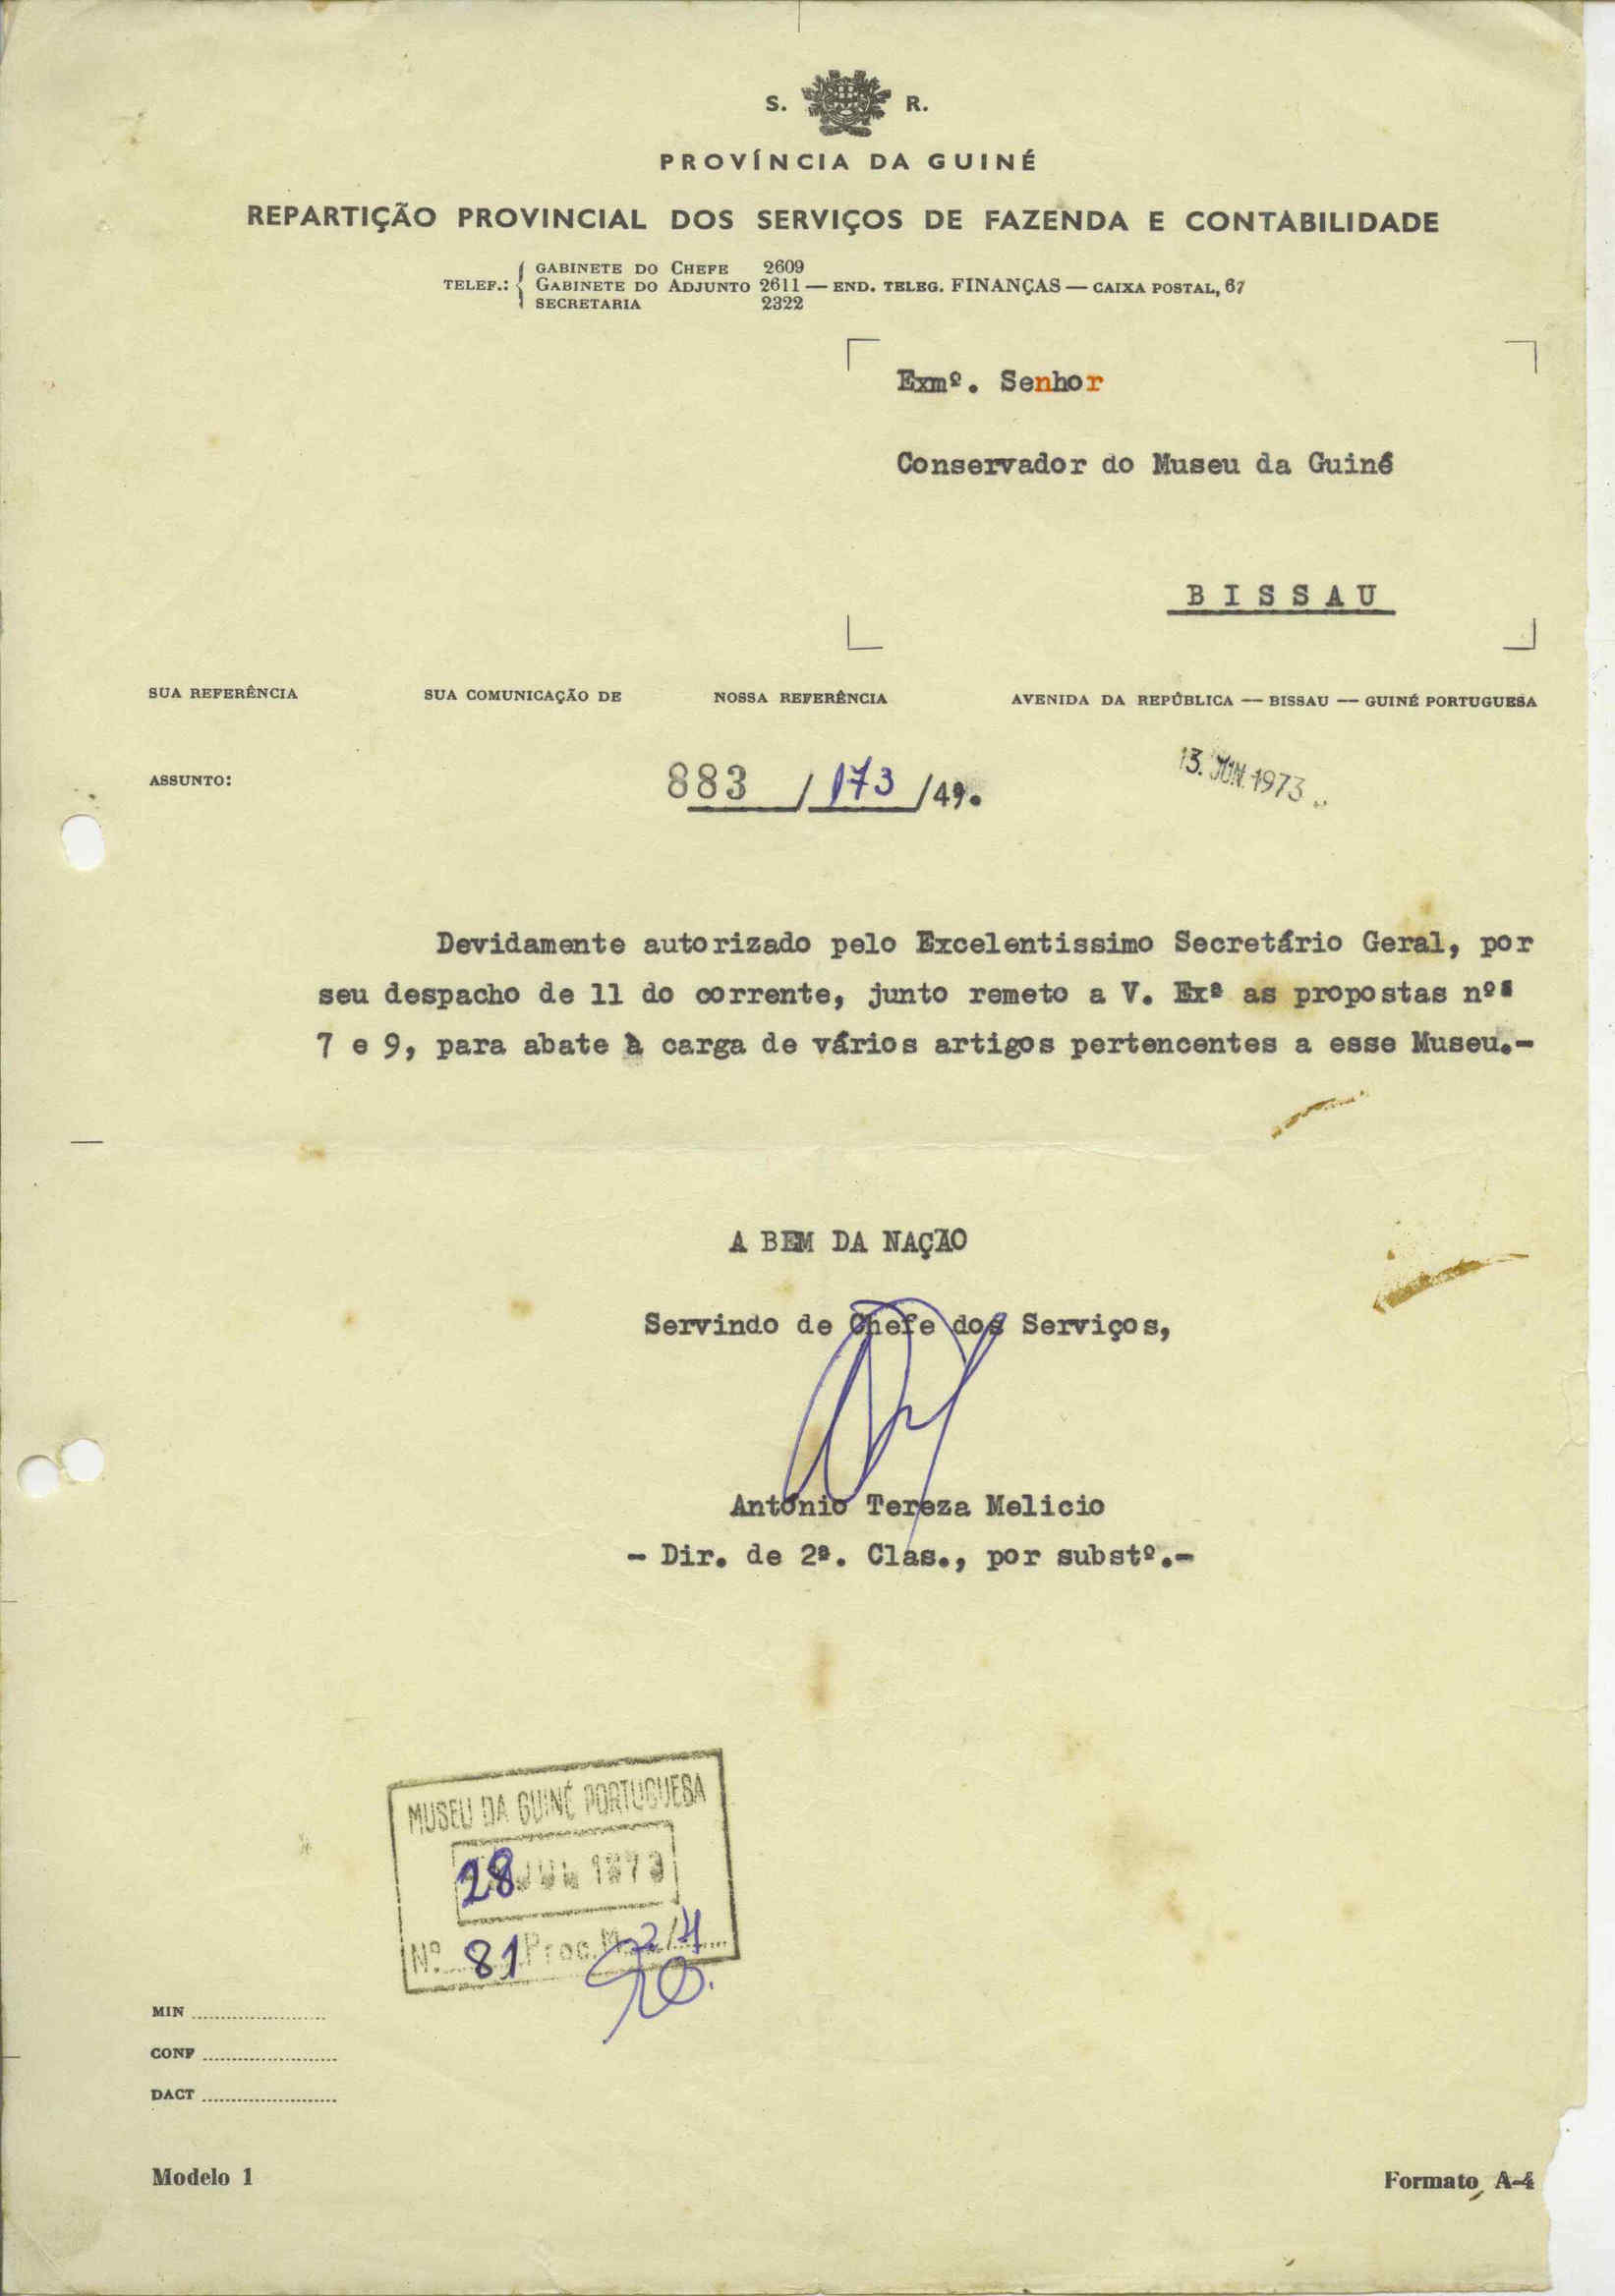 S. R.
PROVÍNCIA DA GUINÉ
REPARTIÇÃO PROVINCIAL DOS SERVIÇOS DE FAZENDA E CONTABILIDADE
TELEF.: { GABINETE DO CHEFE 2609
GABINETE DO ADJUNTO 2611 — END. TELEG. FINANÇAS — CAIXA POSTAL, 67
SECRETARIA 2322
Exmº. Senhor
Conservador do Museu da Guiné
BISSAU
SUA REFERÊNCIA SUA COMUNICAÇÃO DE NOSSA REFERÊNCIA AVENIDA DA REPÚBLICA — BISSAU — GUINÉ PORTUGUESA
ASSUNTO: 883 / 173 /49. 13. JUN. 1973
Devidamente autorizado pelo Excelentissimo Secretário Geral, por
seu despacho de 11 do corrente, junto remeto a V. Exª as propostas nºs
7 e 9, para abate à carga de vários artigos pertencentes a esse Museu.-
A BEM DA NAÇÃO
Servindo de Chefe dos Serviços,
António Tereza Melicio
- Dir. de 2ª. Clas., por substº.-
MUSEU DA GUINÉ PORTUGUESA
28 1973
Nº. 81 Proc. M 2/4
MIN
CONF
DACT
Modelo 1 Formato A-4